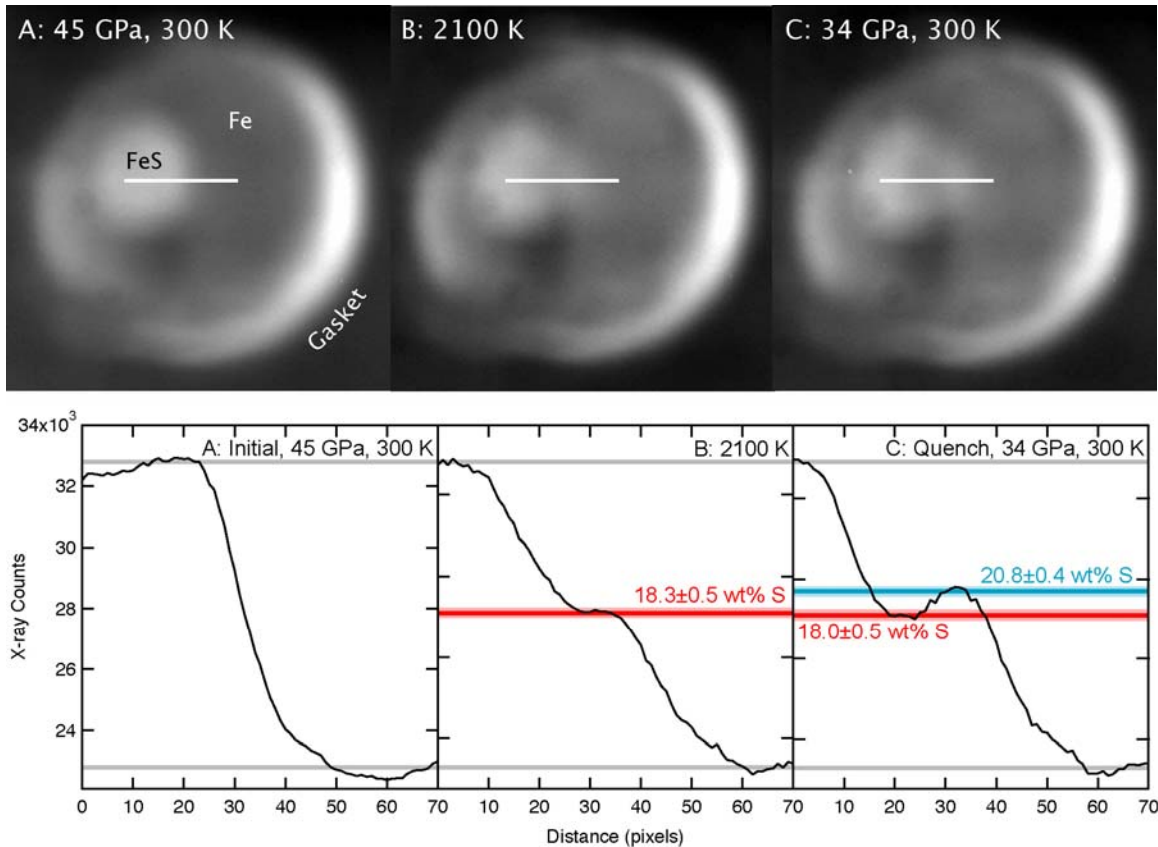 A: 45 GPa, 300 K
B: 2100 K
C: 34 GPa, 300 K
Fe
FeS
Gasket
34x10³
A: Initial, 45 GPa, 300 K
B: 2100 K
C: Quench, 34 GPa, 300 K
32
30
28
26
24
X-ray Counts
18.3±0.5 wt% S
20.8±0.4 wt% S
18.0±0.5 wt% S
0 10 20 30 40 50 60 70 10 20 30 40 50 60 70 10 20 30 40 50 60 70
Distance (pixels)